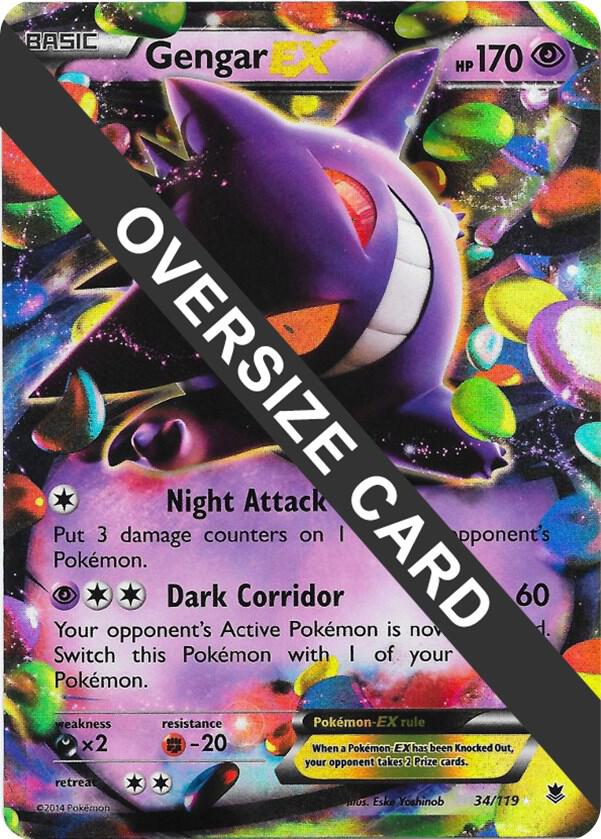 BASIC
Gengar EX
HP 170
OVERSIZE CARD
Night Attack
Put 3 damage counters on 1 opponent's
Pokémon.
Dark Corridor 60
Your opponent's Active Pokémon is now
Switch this Pokémon with 1 of your
Pokémon.
weakness
×2
resistance
-20
retreat
Pokémon-EX rule
When a Pokémon-EX has been Knocked Out,
your opponent takes 2 Prize cards.
©2014 Pokémon
Illus. Eske Yoshinob
34/119